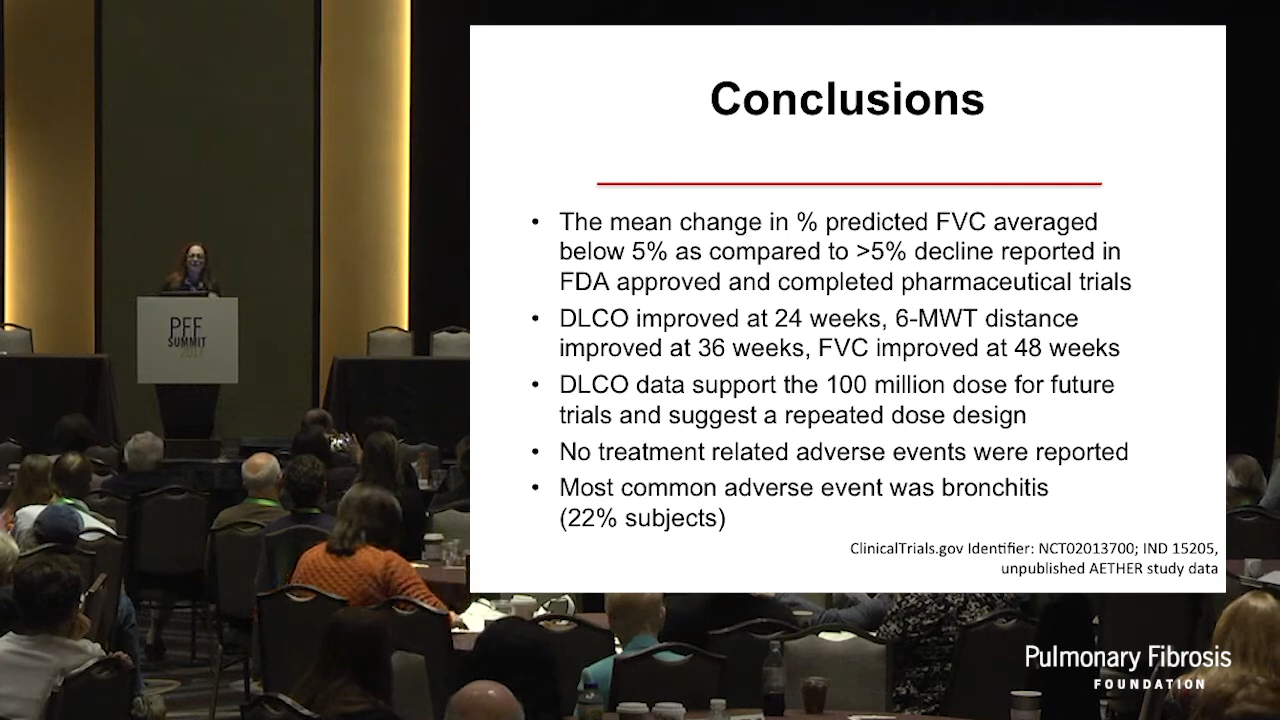 PFF
SUMMIT
2017
Conclusions
• The mean change in % predicted FVC averaged
below 5% as compared to >5% decline reported in
FDA approved and completed pharmaceutical trials
• DLCO improved at 24 weeks, 6-MWT distance
improved at 36 weeks, FVC improved at 48 weeks
• DLCO data support the 100 million dose for future
trials and suggest a repeated dose design
• No treatment related adverse events were reported
• Most common adverse event was bronchitis
(22% subjects)
ClinicalTrials.gov Identifier: NCT02013700; IND 15205,
unpublished AETHER study data
Pulmonary Fibrosis
FOUNDATION